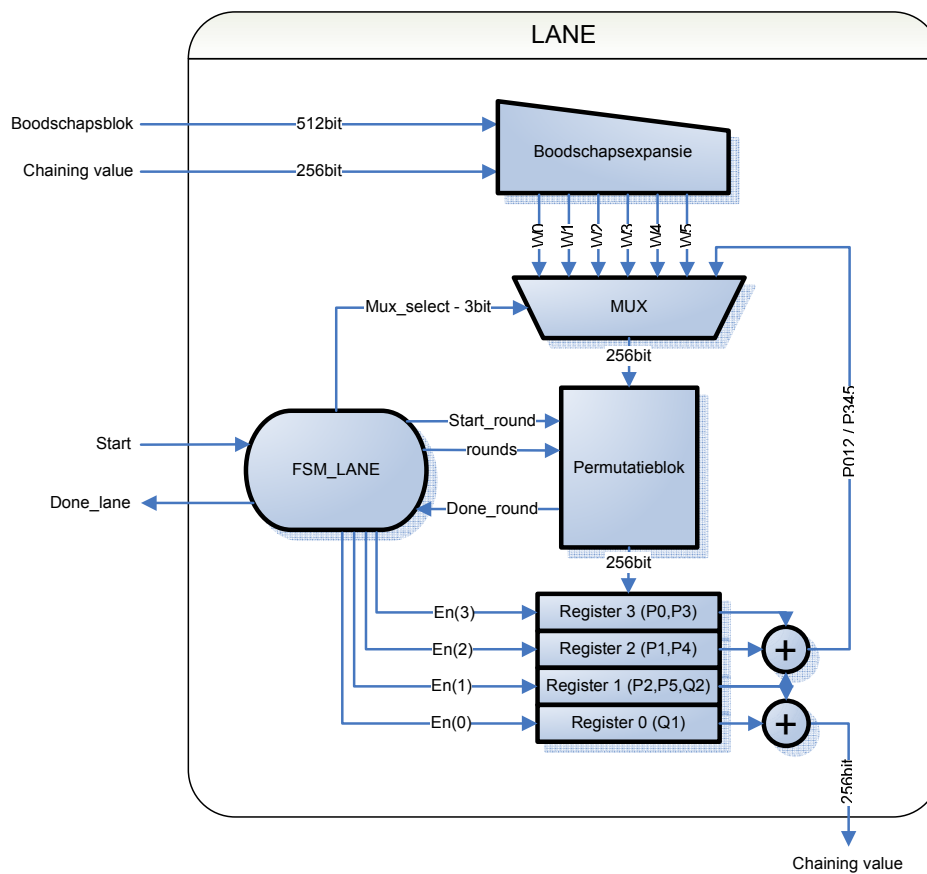 LANE
Boodschapsblok
512bit
Chaining value
256bit
Boodschapsexpansie
W0
W1
W2
W3
W4
W5
Mux_select - 3bit
MUX
256bit
P012 / P345
Start
Done_lane
FSM_LANE
Start_round
rounds
Done_round
Permutatieblok
256bit
En(3)
Register 3 (P0,P3)
En(2)
Register 2 (P1,P4)
+
En(1)
Register 1 (P2,P5,Q2)
En(0)
Register 0 (Q1)
+
256bit
Chaining value